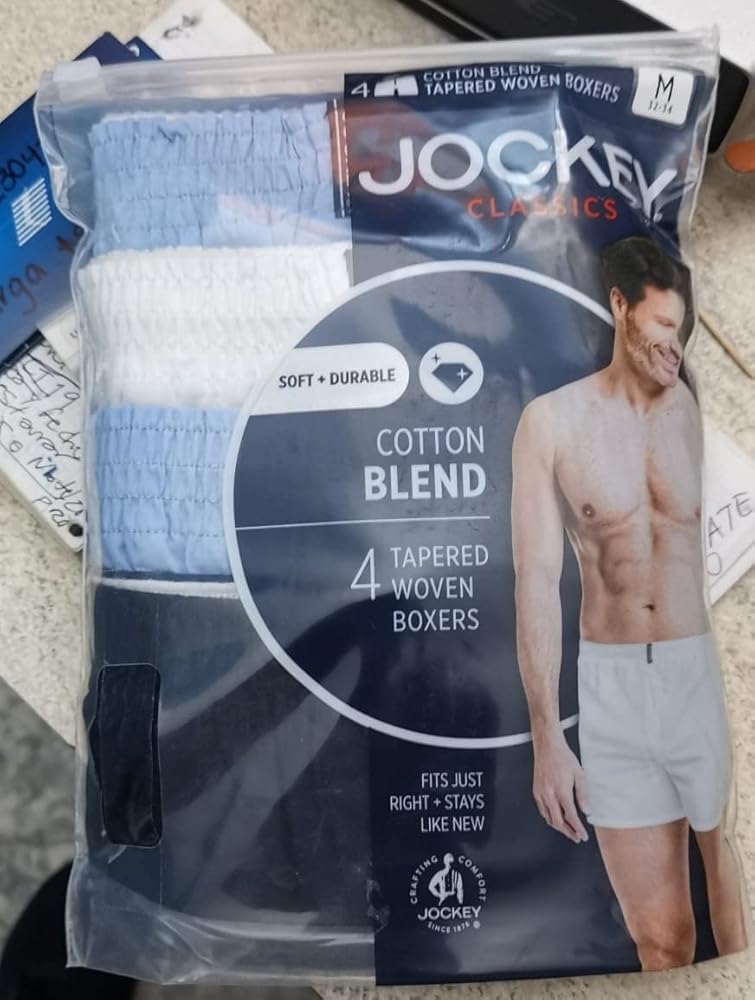 4 COTTON BLEND
TAPERED WOVEN BOXERS
M
32-34
JOCKEY
CLASSICS
SOFT + DURABLE
COTTON
BLEND
4 TAPERED
WOVEN
BOXERS
FITS JUST
RIGHT + STAYS
LIKE NEW
CRAFTING COMFORT
JOCKEY
SINCE 1876
®
ATE